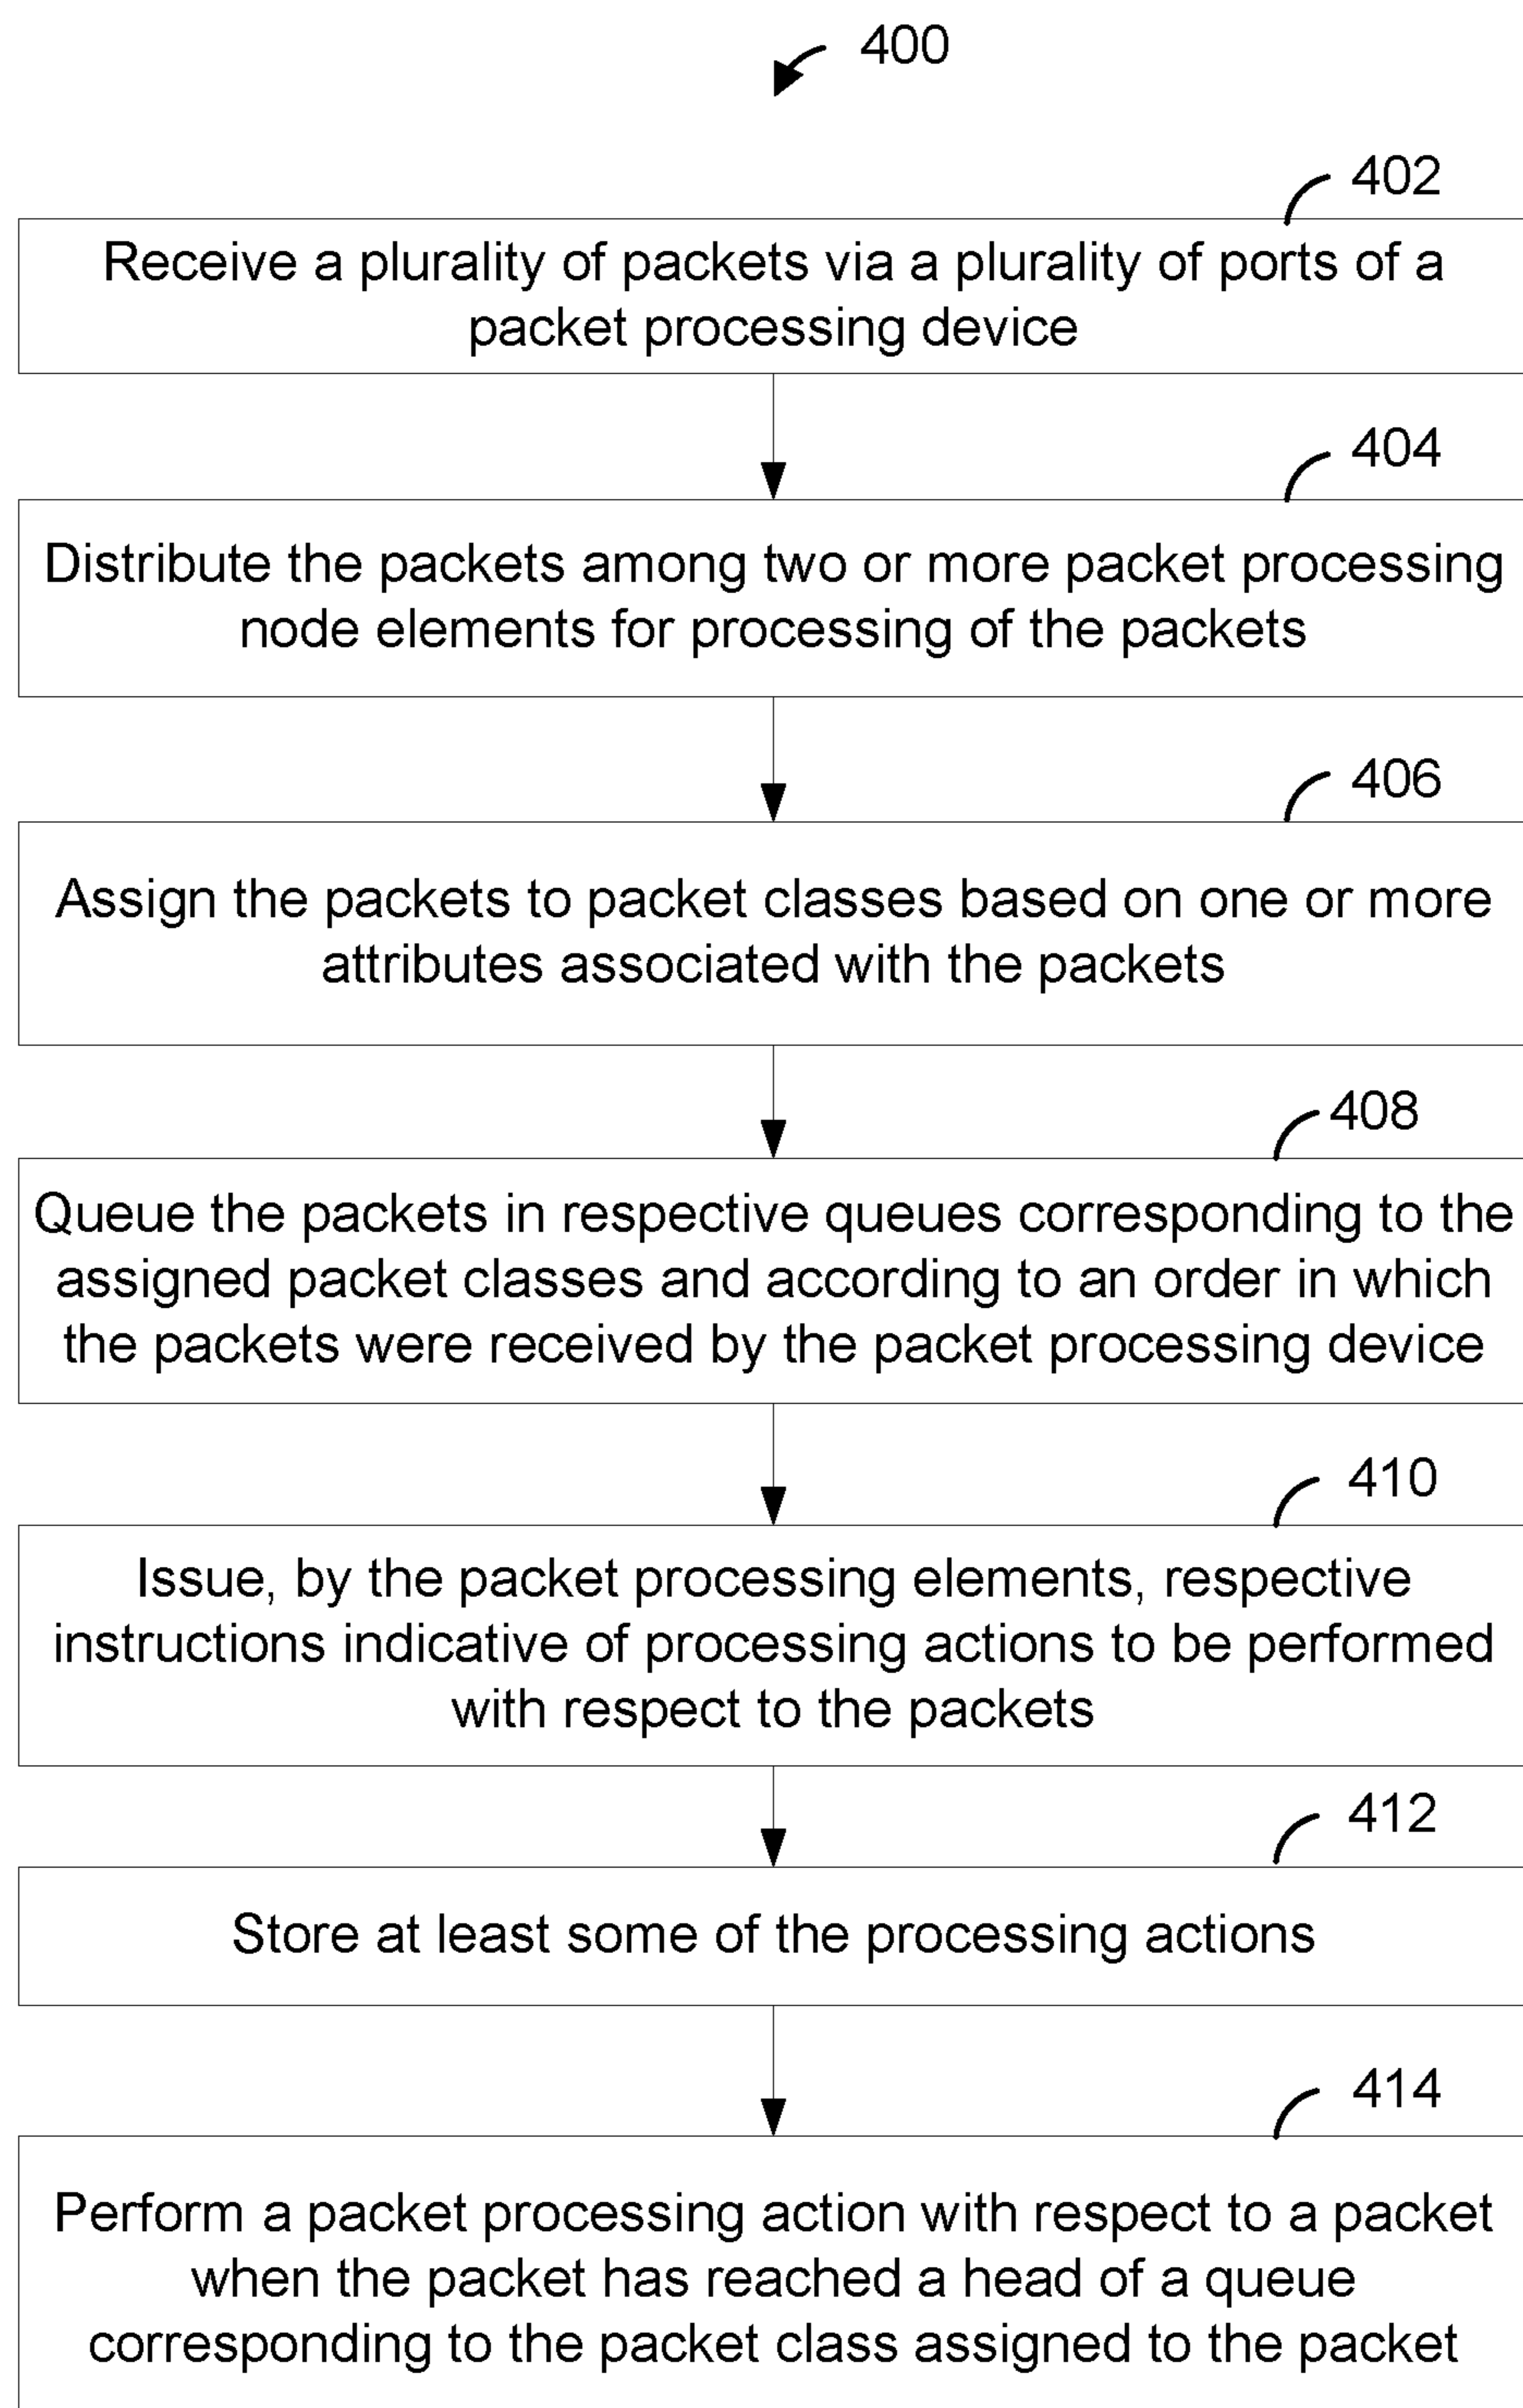 400
402
Receive a plurality of packets via a plurality of ports of a
packet processing device
404
Distribute the packets among two or more packet processing
node elements for processing of the packets
406
Assign the packets to packet classes based on one or more
attributes associated with the packets
408
Queue the packets in respective queues corresponding to the
assigned packet classes and according to an order in which
the packets were received by the packet processing device
410
Issue, by the packet processing elements, respective
instructions indicative of processing actions to be performed
with respect to the packets
412
Store at least some of the processing actions
414
Perform a packet processing action with respect to a packet
when the packet has reached a head of a queue
corresponding to the packet class assigned to the packet